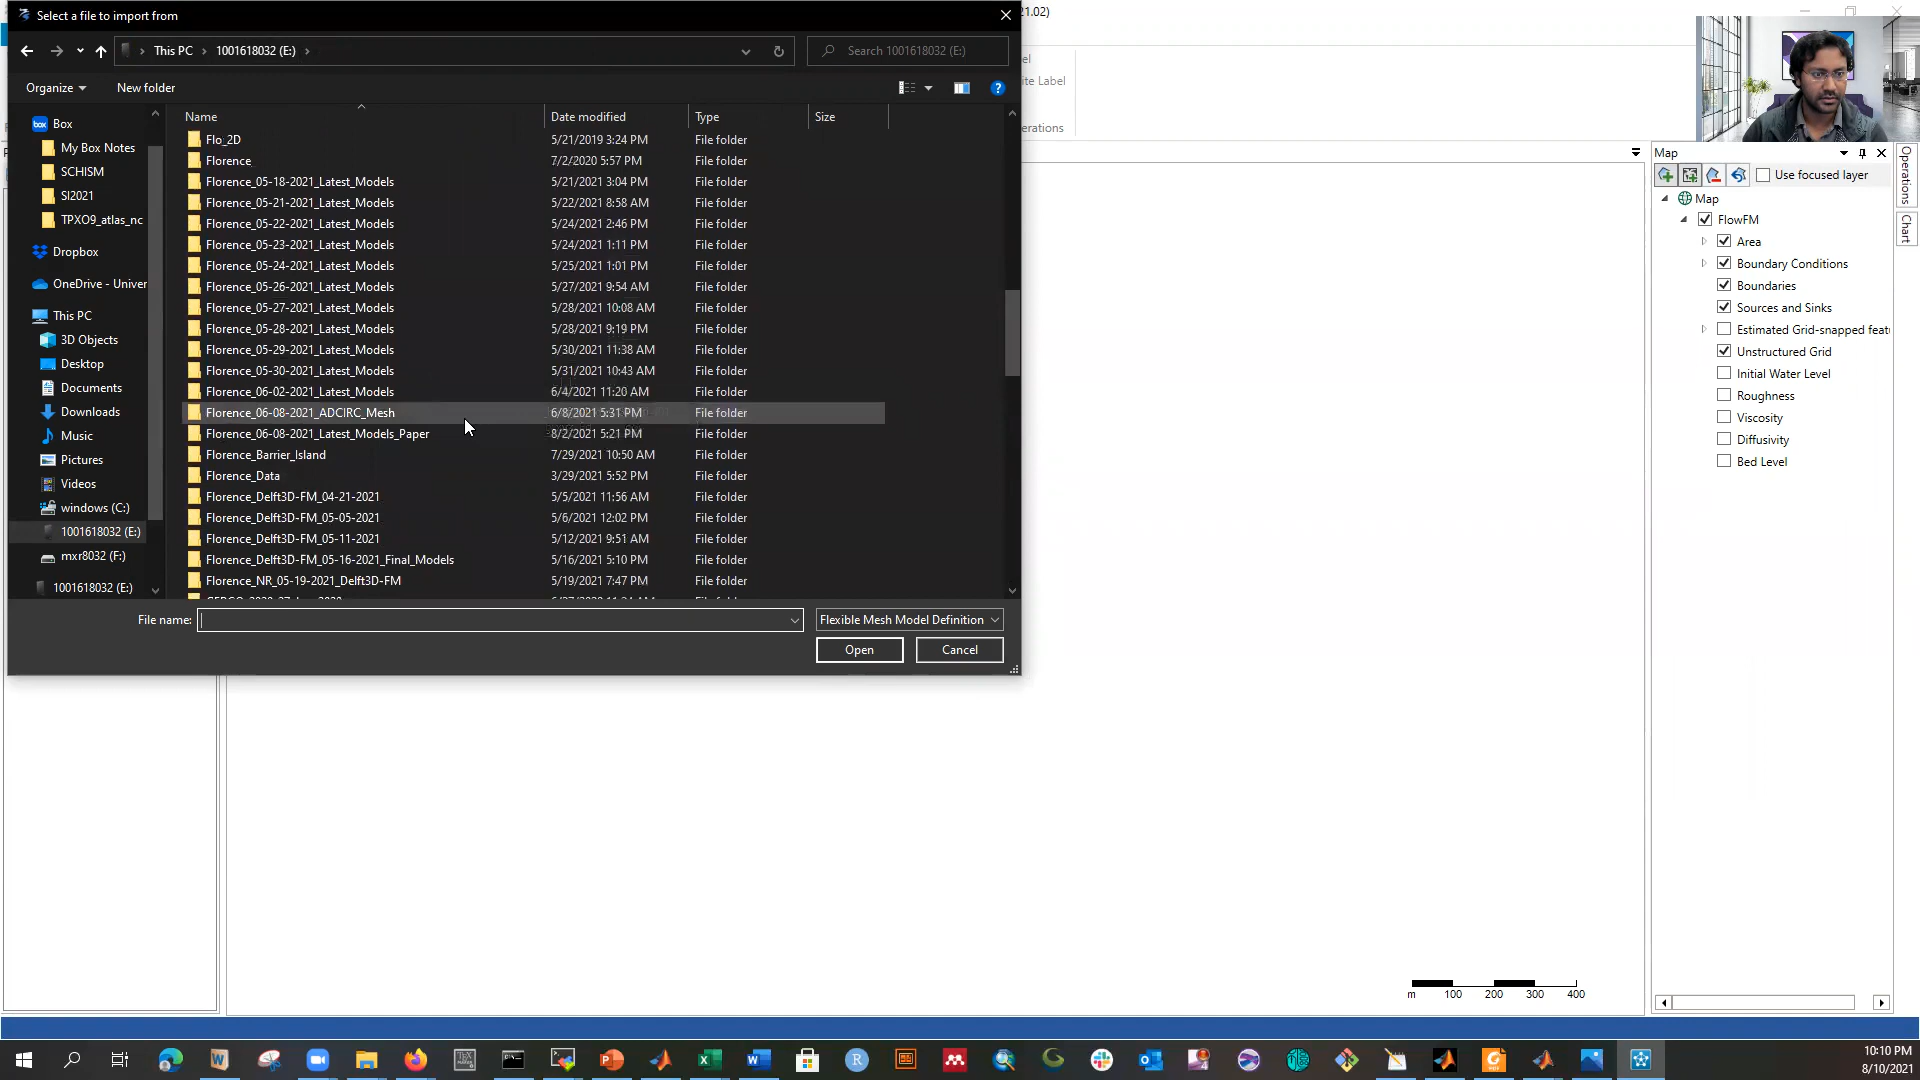 Select a file to import from
21.02)
This PC > 1001618032 (E:) >
Search 1001618032 (E:)
Organize
New folder
Name
Date modified
Type
Size
Box
My Box Notes
SCHISM
SI2021
TPXO9_atlas_nc
Dropbox
OneDrive - Univer
This PC
3D Objects
Desktop
Documents
Downloads
Music
Pictures
Videos
windows (C:)
1001618032 (E:)
mxr8032 (F:)
1001618032 (E:)
Flo_2D 5/21/2019 3:24 PM File folder
Florence 7/2/2020 5:57 PM File folder
Florence_05-18-2021_Latest_Models 5/21/2021 3:04 PM File folder
Florence_05-21-2021_Latest_Models 5/22/2021 8:58 AM File folder
Florence_05-22-2021_Latest_Models 5/24/2021 2:46 PM File folder
Florence_05-23-2021_Latest_Models 5/24/2021 1:11 PM File folder
Florence_05-24-2021_Latest_Models 5/25/2021 1:01 PM File folder
Florence_05-26-2021_Latest_Models 5/27/2021 9:54 AM File folder
Florence_05-27-2021_Latest_Models 5/28/2021 10:08 AM File folder
Florence_05-28-2021_Latest_Models 5/28/2021 9:19 PM File folder
Florence_05-29-2021_Latest_Models 5/30/2021 11:38 AM File folder
Florence_05-30-2021_Latest_Models 5/31/2021 10:43 AM File folder
Florence_06-02-2021_Latest_Models 6/4/2021 11:20 AM File folder
Florence_06-08-2021_ADCIRC_Mesh 6/8/2021 5:31 PM File folder
Florence_06-08-2021_Latest_Models_Paper 8/2/2021 5:21 PM File folder
Florence_Barrier_Island 7/29/2021 10:50 AM File folder
Florence_Data 3/29/2021 5:52 PM File folder
Florence_Delft3D-FM_04-21-2021 5/5/2021 11:56 AM File folder
Florence_Delft3D-FM_05-05-2021 5/6/2021 12:02 PM File folder
Florence_Delft3D-FM_05-11-2021 5/12/2021 9:51 AM File folder
Florence_Delft3D-FM_05-16-2021_Final_Models 5/16/2021 5:10 PM File folder
Florence_NR_05-19-2021_Delft3D-FM 5/19/2021 7:47 PM File folder
File name:
Flexible Mesh Model Definition
Open
Cancel
el
ite Label
erations
Map
Use focused layer
Map
FlowFM
Area
Boundary Conditions
Boundaries
Sources and Sinks
Estimated Grid-snapped feat
Unstructured Grid
Initial Water Level
Roughness
Viscosity
Diffusivity
Bed Level
Operations
Chart
m 100 200 300 400
10:10 PM
8/10/2021